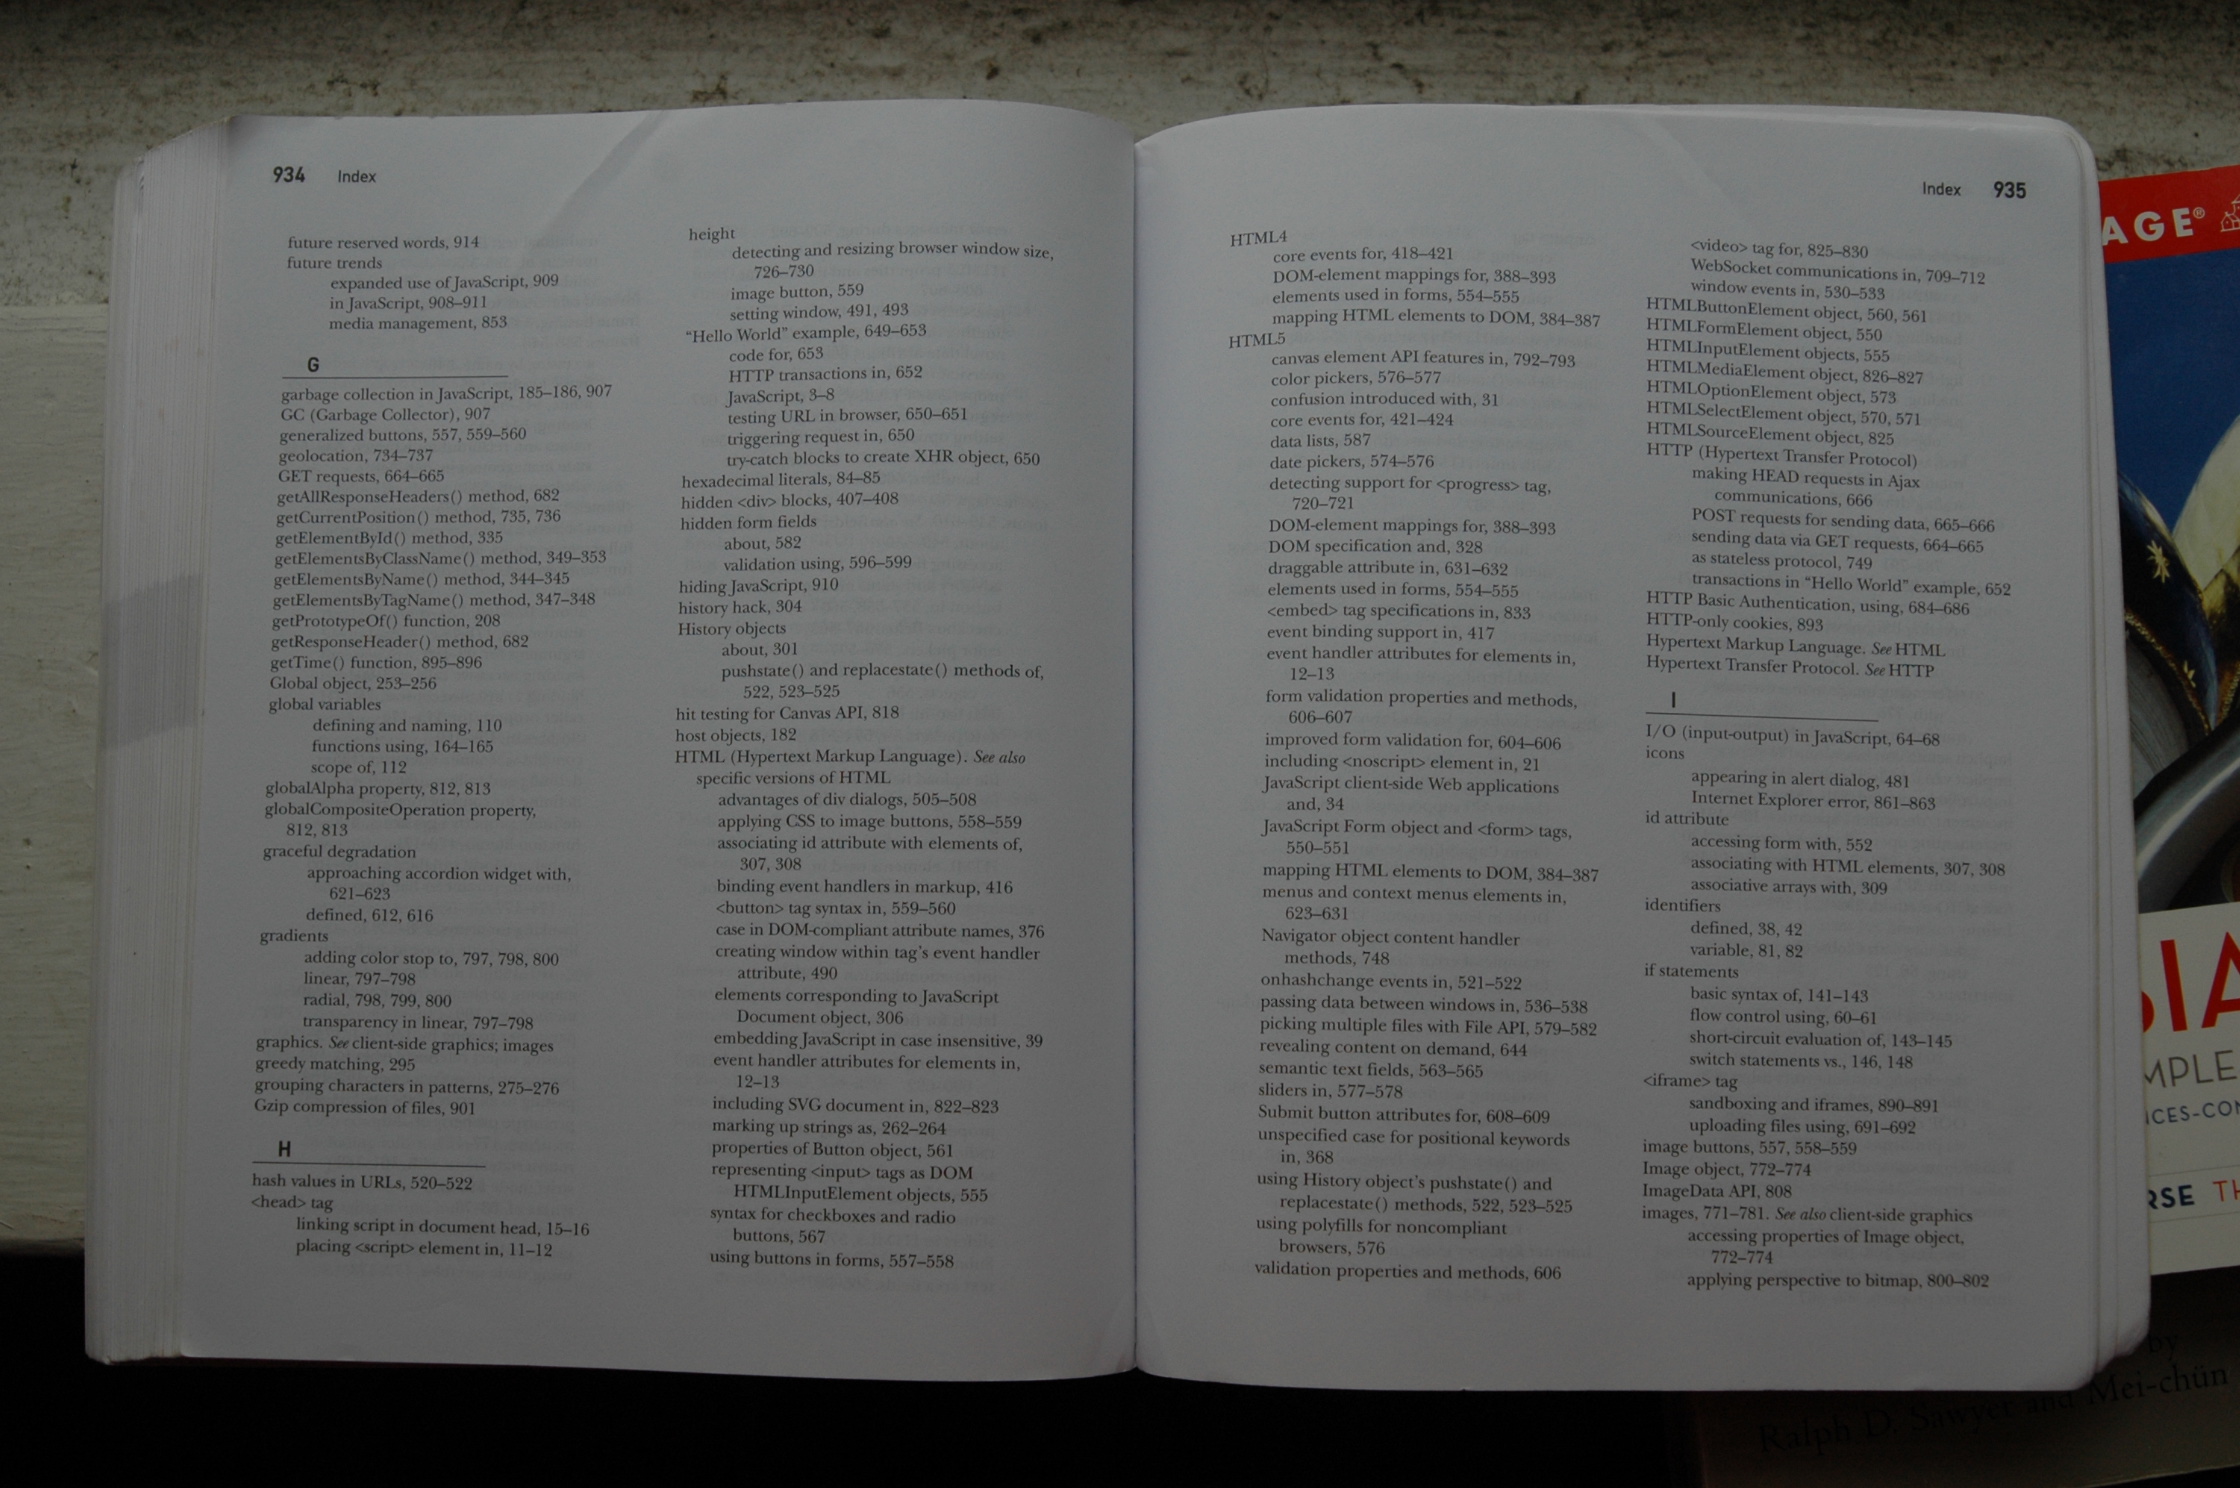 934 Index
future reserved words, 914
future trends
expanded use of JavaScript, 909
in JavaScript, 908–911
media management, 853
G
garbage collection in JavaScript, 185–186, 907
GC (Garbage Collector), 907
generalized buttons, 557, 559–560
geolocation, 734–737
GET requests, 664–665
getAllResponseHeaders() method, 682
getCurrentPosition() method, 735, 736
getElementById() method, 335
getElementsByClassName() method, 349–353
getElementsByName() method, 344–345
getElementsByTagName() method, 347–348
getPrototypeOf() function, 208
getResponseHeader() method, 682
getTime() function, 895–896
Global object, 253–256
global variables
defining and naming, 110
functions using, 164–165
scope of, 112
globalAlpha property, 812, 813
globalCompositeOperation property,
812, 813
graceful degradation
approaching accordion widget with,
621–623
defined, 612, 616
gradients
adding color stop to, 797, 798, 800
linear, 797–798
radial, 798, 799, 800
transparency in linear, 797–798
graphics. See client-side graphics; images
greedy matching, 295
grouping characters in patterns, 275–276
Gzip compression of files, 901
H
hash values in URLs, 520–522
<head> tag
linking script in document head, 15–16
placing <script> element in, 11–12
height
detecting and resizing browser window size,
726–730
image button, 559
setting window, 491, 493
“Hello World” example, 649–653
code for, 653
HTTP transactions in, 652
JavaScript, 3–8
testing URL in browser, 650–651
triggering request in, 650
try-catch blocks to create XHR object, 650
hexadecimal literals, 84–85
hidden <div> blocks, 407–408
hidden form fields
about, 582
validation using, 596–599
hiding JavaScript, 910
history hack, 304
History objects
about, 301
pushstate() and replacestate() methods of,
522, 523–525
hit testing for Canvas API, 818
host objects, 182
HTML (Hypertext Markup Language). See also
specific versions of HTML
advantages of div dialogs, 505–508
applying CSS to image buttons, 558–559
associating id attribute with elements of,
307, 308
binding event handlers in markup, 416
<button> tag syntax in, 559–560
case in DOM-compliant attribute names, 376
creating window within tag’s event handler
attribute, 490
elements corresponding to JavaScript
Document object, 306
embedding JavaScript in case insensitive, 39
event handler attributes for elements in,
12–13
including SVG document in, 822–823
marking up strings as, 262–264
properties of Button object, 561
representing <input> tags as DOM
HTMLInputElement objects, 555
syntax for checkboxes and radio
buttons, 567
using buttons in forms, 557–558
Index 935
HTML4
core events for, 418–421
DOM-element mappings for, 388–393
elements used in forms, 554–555
mapping HTML elements to DOM, 384–387
HTML5
canvas element API features in, 792–793
color pickers, 576–577
confusion introduced with, 31
core events for, 421–424
data lists, 587
date pickers, 574–576
detecting support for <progress> tag,
720–721
DOM-element mappings for, 388–393
DOM specification and, 328
draggable attribute in, 631–632
elements used in forms, 554–555
<embed> tag specifications in, 833
event binding support in, 417
event handler attributes for elements in,
12–13
form validation properties and methods,
606–607
improved form validation for, 604–606
including <noscript> element in, 21
JavaScript client-side Web applications
and, 34
JavaScript Form object and <form> tags,
550–551
mapping HTML elements to DOM, 384–387
menus and context menus elements in,
623–631
Navigator object content handler
methods, 748
onhashchange events in, 521–522
passing data between windows in, 536–538
picking multiple files with File API, 579–582
revealing content on demand, 644
semantic text fields, 563–565
sliders in, 577–578
Submit button attributes for, 608–609
unspecified case for positional keywords
in, 368
using History object’s pushstate() and
replacestate() methods, 522, 523–525
using polyfills for noncompliant
browsers, 576
validation properties and methods, 606
<video> tag for, 825–830
WebSocket communications in, 709–712
window events in, 530–533
HTMLButtonElement object, 560, 561
HTMLFormElement object, 550
HTMLInputElement objects, 555
HTMLMediaElement object, 826–827
HTMLOptionElement object, 573
HTMLSelectElement object, 570, 571
HTMLSourceElement object, 825
HTTP (Hypertext Transfer Protocol)
making HEAD requests in Ajax
communications, 666
POST requests for sending data, 665–666
sending data via GET requests, 664–665
as stateless protocol, 749
transactions in “Hello World” example, 652
HTTP Basic Authentication, using, 684–686
HTTP-only cookies, 893
Hypertext Markup Language. See HTML
Hypertext Transfer Protocol. See HTTP
I
I/O (input-output) in JavaScript, 64–68
icons
appearing in alert dialog, 481
Internet Explorer error, 861–863
id attribute
accessing form with, 552
associating with HTML elements, 307, 308
associative arrays with, 309
identifiers
defined, 38, 42
variable, 81, 82
if statements
basic syntax of, 141–143
flow control using, 60–61
short-circuit evaluation of, 143–145
switch statements vs., 146, 148
<iframe> tag
sandboxing and iframes, 890–891
uploading files using, 691–692
image buttons, 557, 558–559
Image object, 772–774
ImageData API, 808
images, 771–781. See also client-side graphics
accessing properties of Image object,
772–774
applying perspective to bitmap, 800–802
AGE®
MPLE
ICES-CON
RSE TH
by
Ralph D. Sawyer and Mei-chün